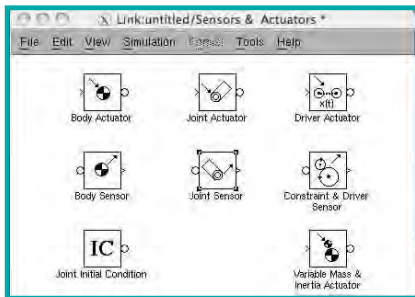 Link:untitled/Sensors & Actuators *
File Edit View Simulation Format Tools Help
Body Actuator
Joint Actuator
Driver Actuator
x(t)
Body Sensor
Joint Sensor
Constraint & Driver
Sensor
IC
Joint Initial Condition
Variable Mass &
Inertia Actuator